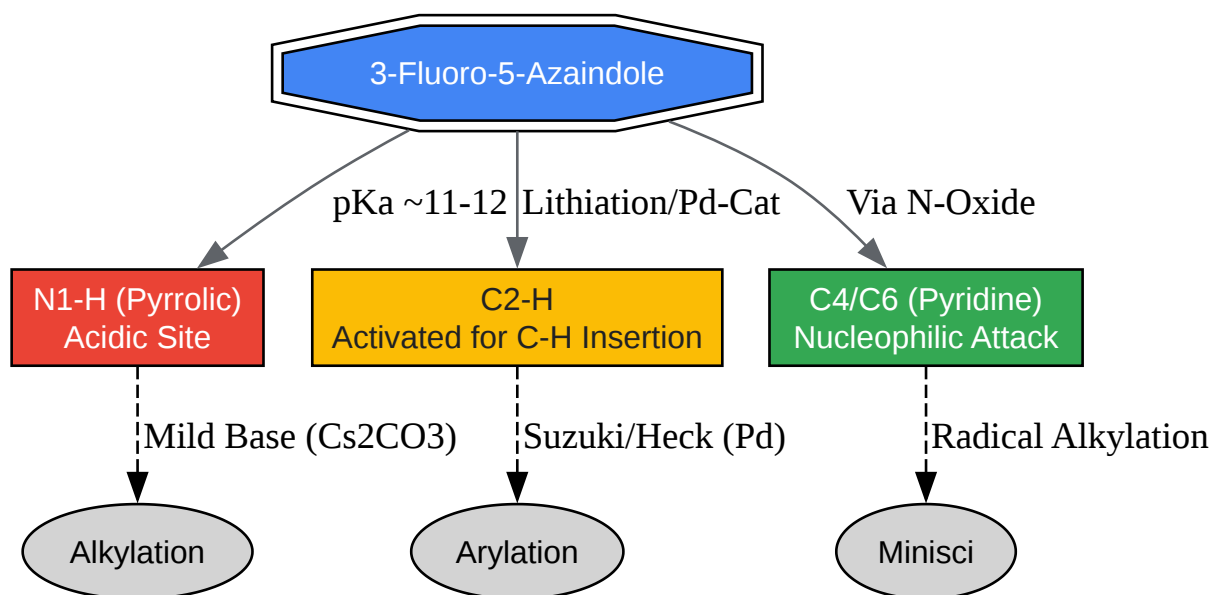 3-Fluoro-5-Azaindole
pKa ~11-12
Lithiation/Pd-Cat
Via N-Oxide
N1-H (Pyrrolic)
Acidic Site
C2-H
Activated for C-H Insertion
C4/C6 (Pyridine)
Nucleophilic Attack
Mild Base (Cs2CO3)
Suzuki/Heck (Pd)
Radical Alkylation
Alkylation
Arylation
Minisci